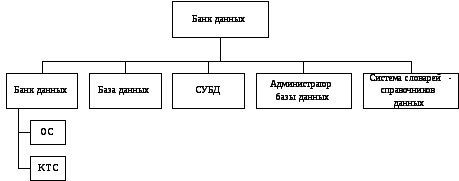 Банк данных
Банк данных
База данных
СУБД
Администратор
базы данных
Система словарей -
справочников
данных
ОС
КТС